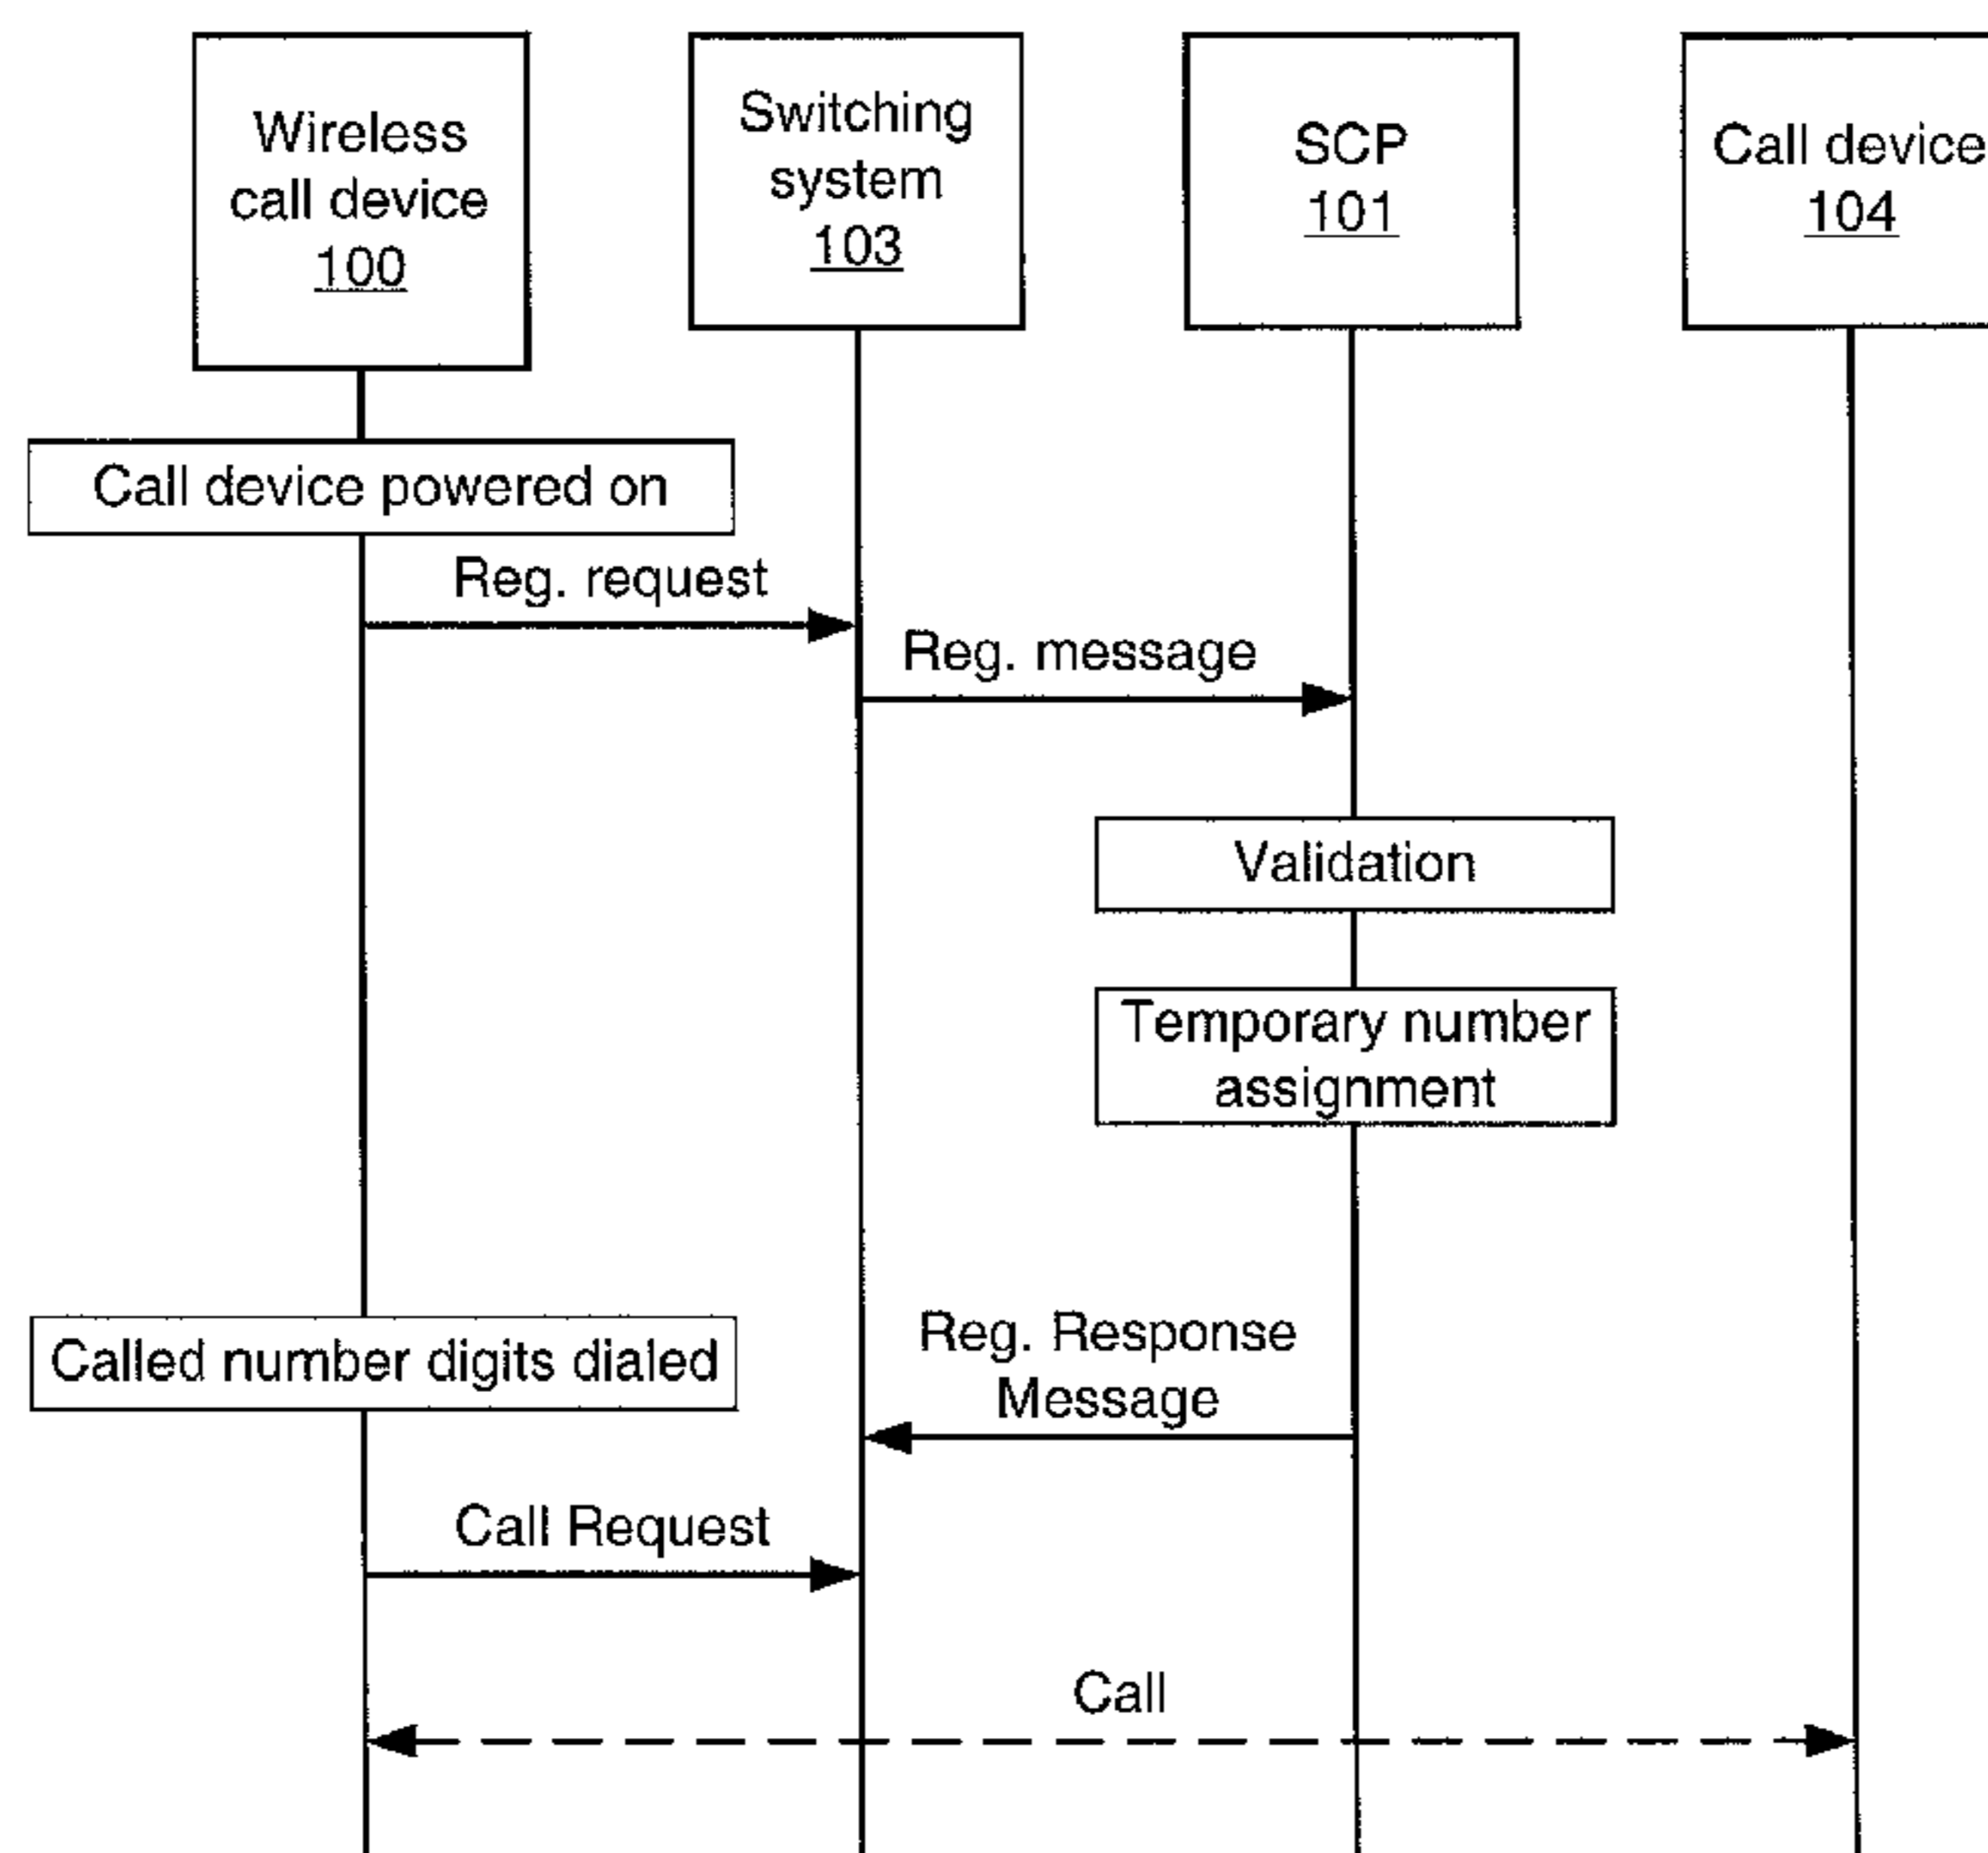 Wireless
call device
100
Switching
system
103
SCP
101
Call device
104
Call device powered on
Reg. request
Reg. message
Validation
Temporary number
assignment
Called number digits dialed
Reg. Response
Message
Call Request
Call